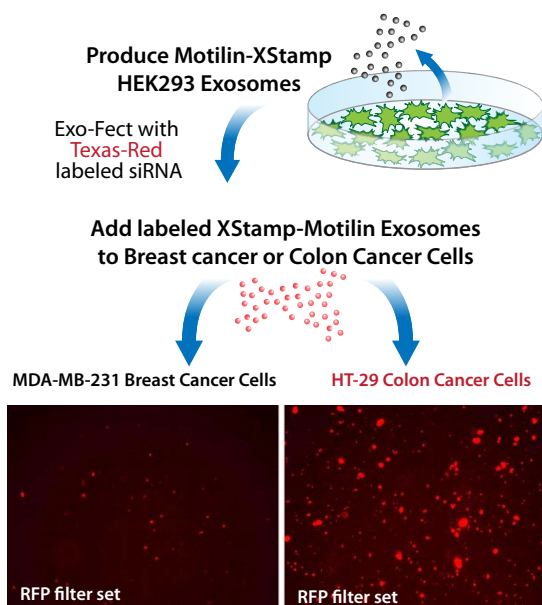 Produce Motilin-XStamp
HEK293 Exosomes
Exo-Fect with
Texas-Red
labeled siRNA
Add labeled XStamp-Motilin Exosomes
to Breast cancer or Colon Cancer Cells
MDA-MB-231 Breast Cancer Cells
HT-29 Colon Cancer Cells
RFP filter set
RFP filter set